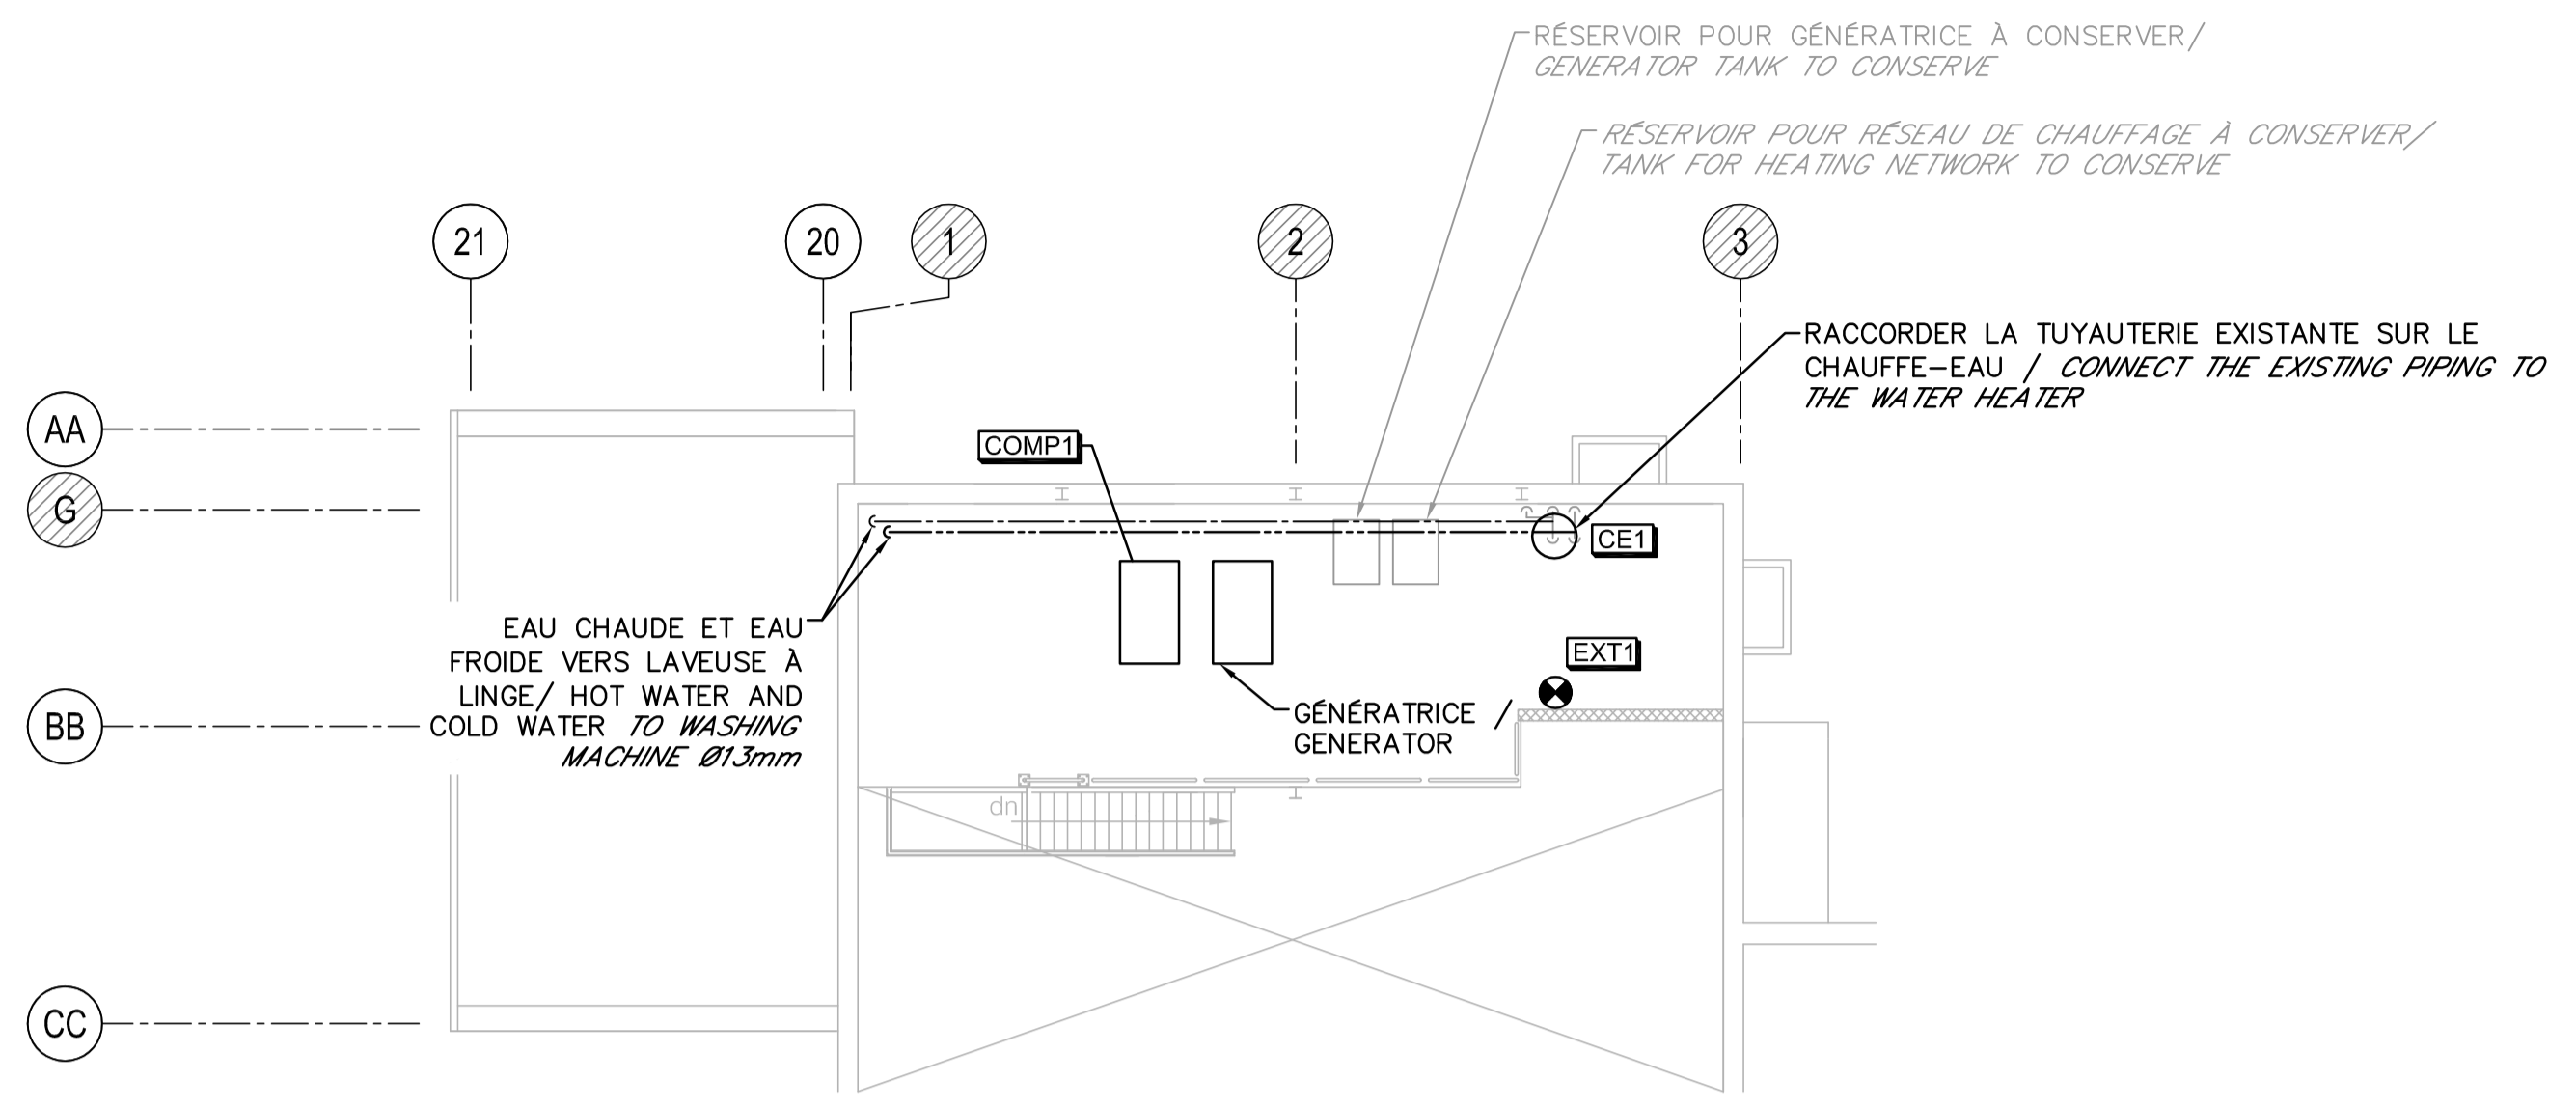 RÉSERVOIR POUR GÉNÉRATRICE À CONSERVER/
GENERATOR TANK TO CONSERVE
RÉSERVOIR POUR RÉSEAU DE CHAUFFAGE À CONSERVER/
TANK FOR HEATING NETWORK TO CONSERVE
21
20
1
2
3
RACCORDER LA TUYAUTERIE EXISTANTE SUR LE
CHAUFFE-EAU / CONNECT THE EXISTING PIPING TO
THE WATER HEATER
AA
COMP1
G
CE1
EAU CHAUDE ET EAU
FROIDE VERS LAVEUSE À
LINGE/ HOT WATER AND
COLD WATER TO WASHING
MACHINE Ø13mm
EXT1
GÉNÉRATRICE /
GENERATOR
BB
dn
CC